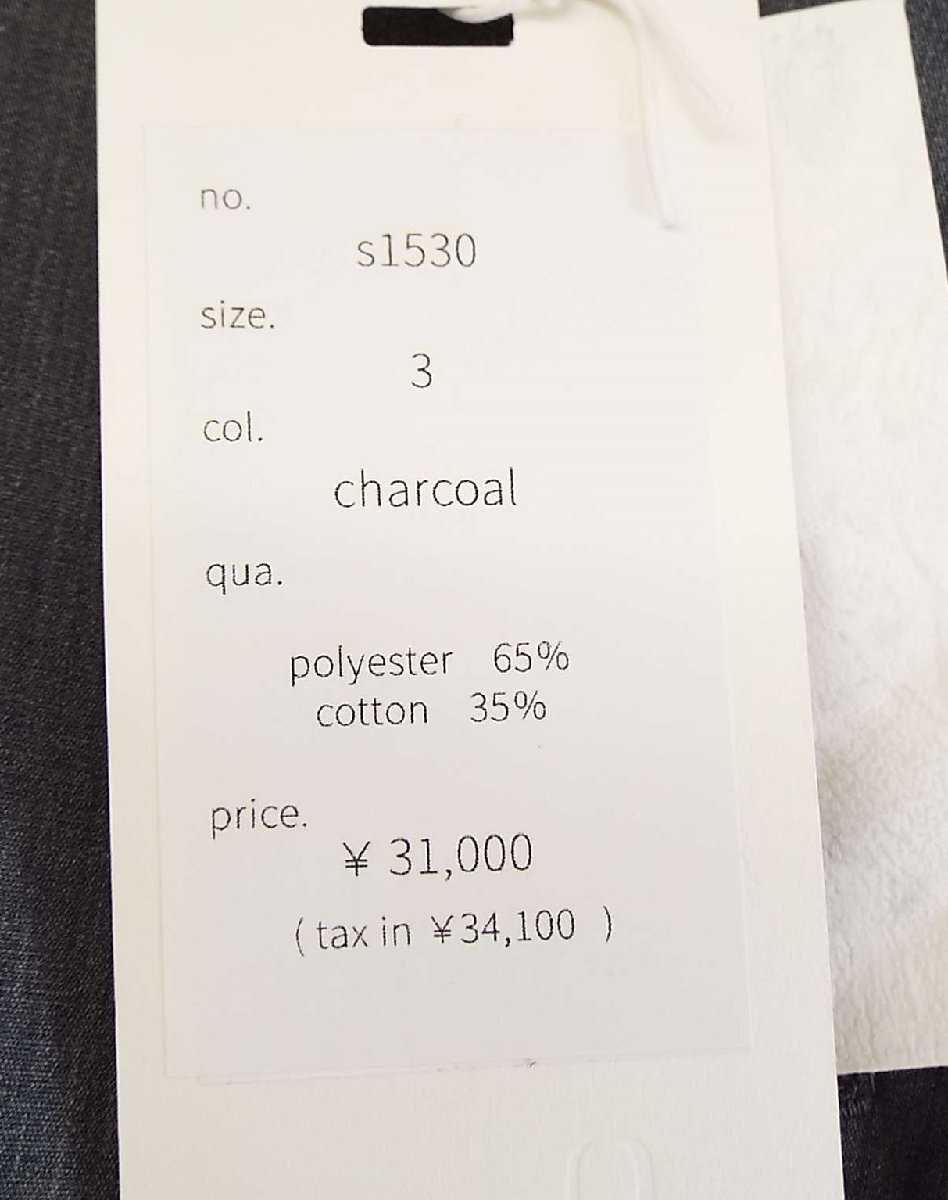 no.
s1530
size.
3
col.
charcoal
qua.
polyester 65%
cotton 35%
price.
¥ 31,000
( tax in ¥34,100 )